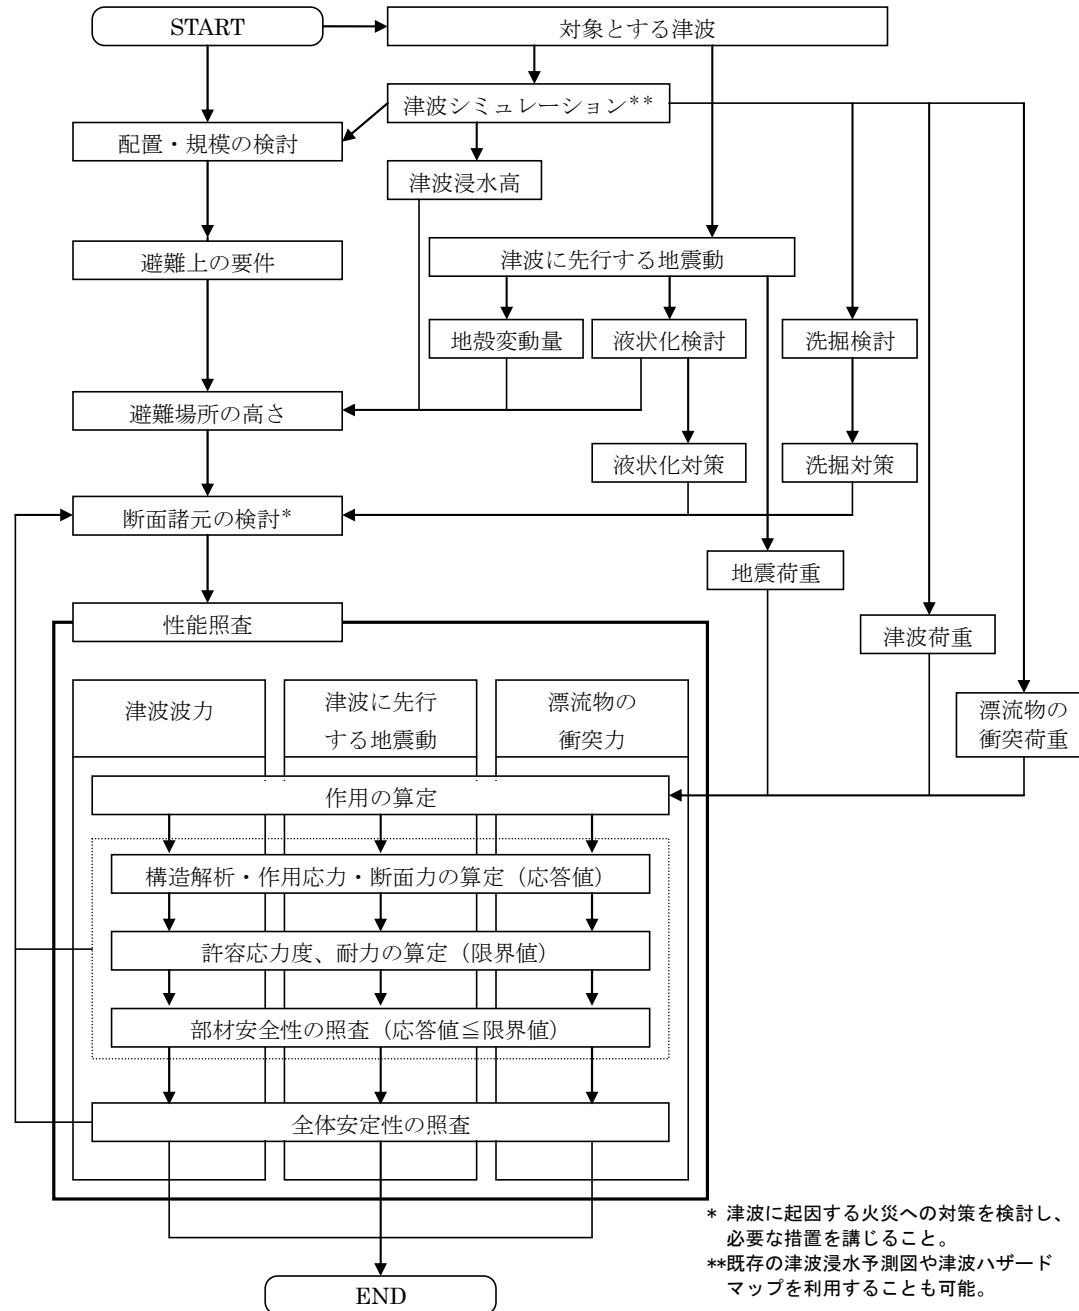 START
対象とする津波
津波シミュレーション**
配置・規模の検討
津波浸水高
避難上の要件
津波に先行する地震動
地殻変動量
液状化検討
洗掘検討
避難場所の高さ
液状化対策
洗掘対策
断面諸元の検討*
地震荷重
性能照査
津波荷重
津波波力
津波に先行
する地震動
漂流物の
衝突力
漂流物の
衝突荷重
作用の算定
構造解析・作用応力・断面力の算定（応答値）
許容応力度、耐力の算定（限界値）
部材安全性の照査（応答値≦限界値）
全体安定性の照査
* 津波に起因する火災への対策を検討し、
必要な措置を講じること。
**既存の津波浸水予測図や津波ハザード
マップを利用することも可能。
END